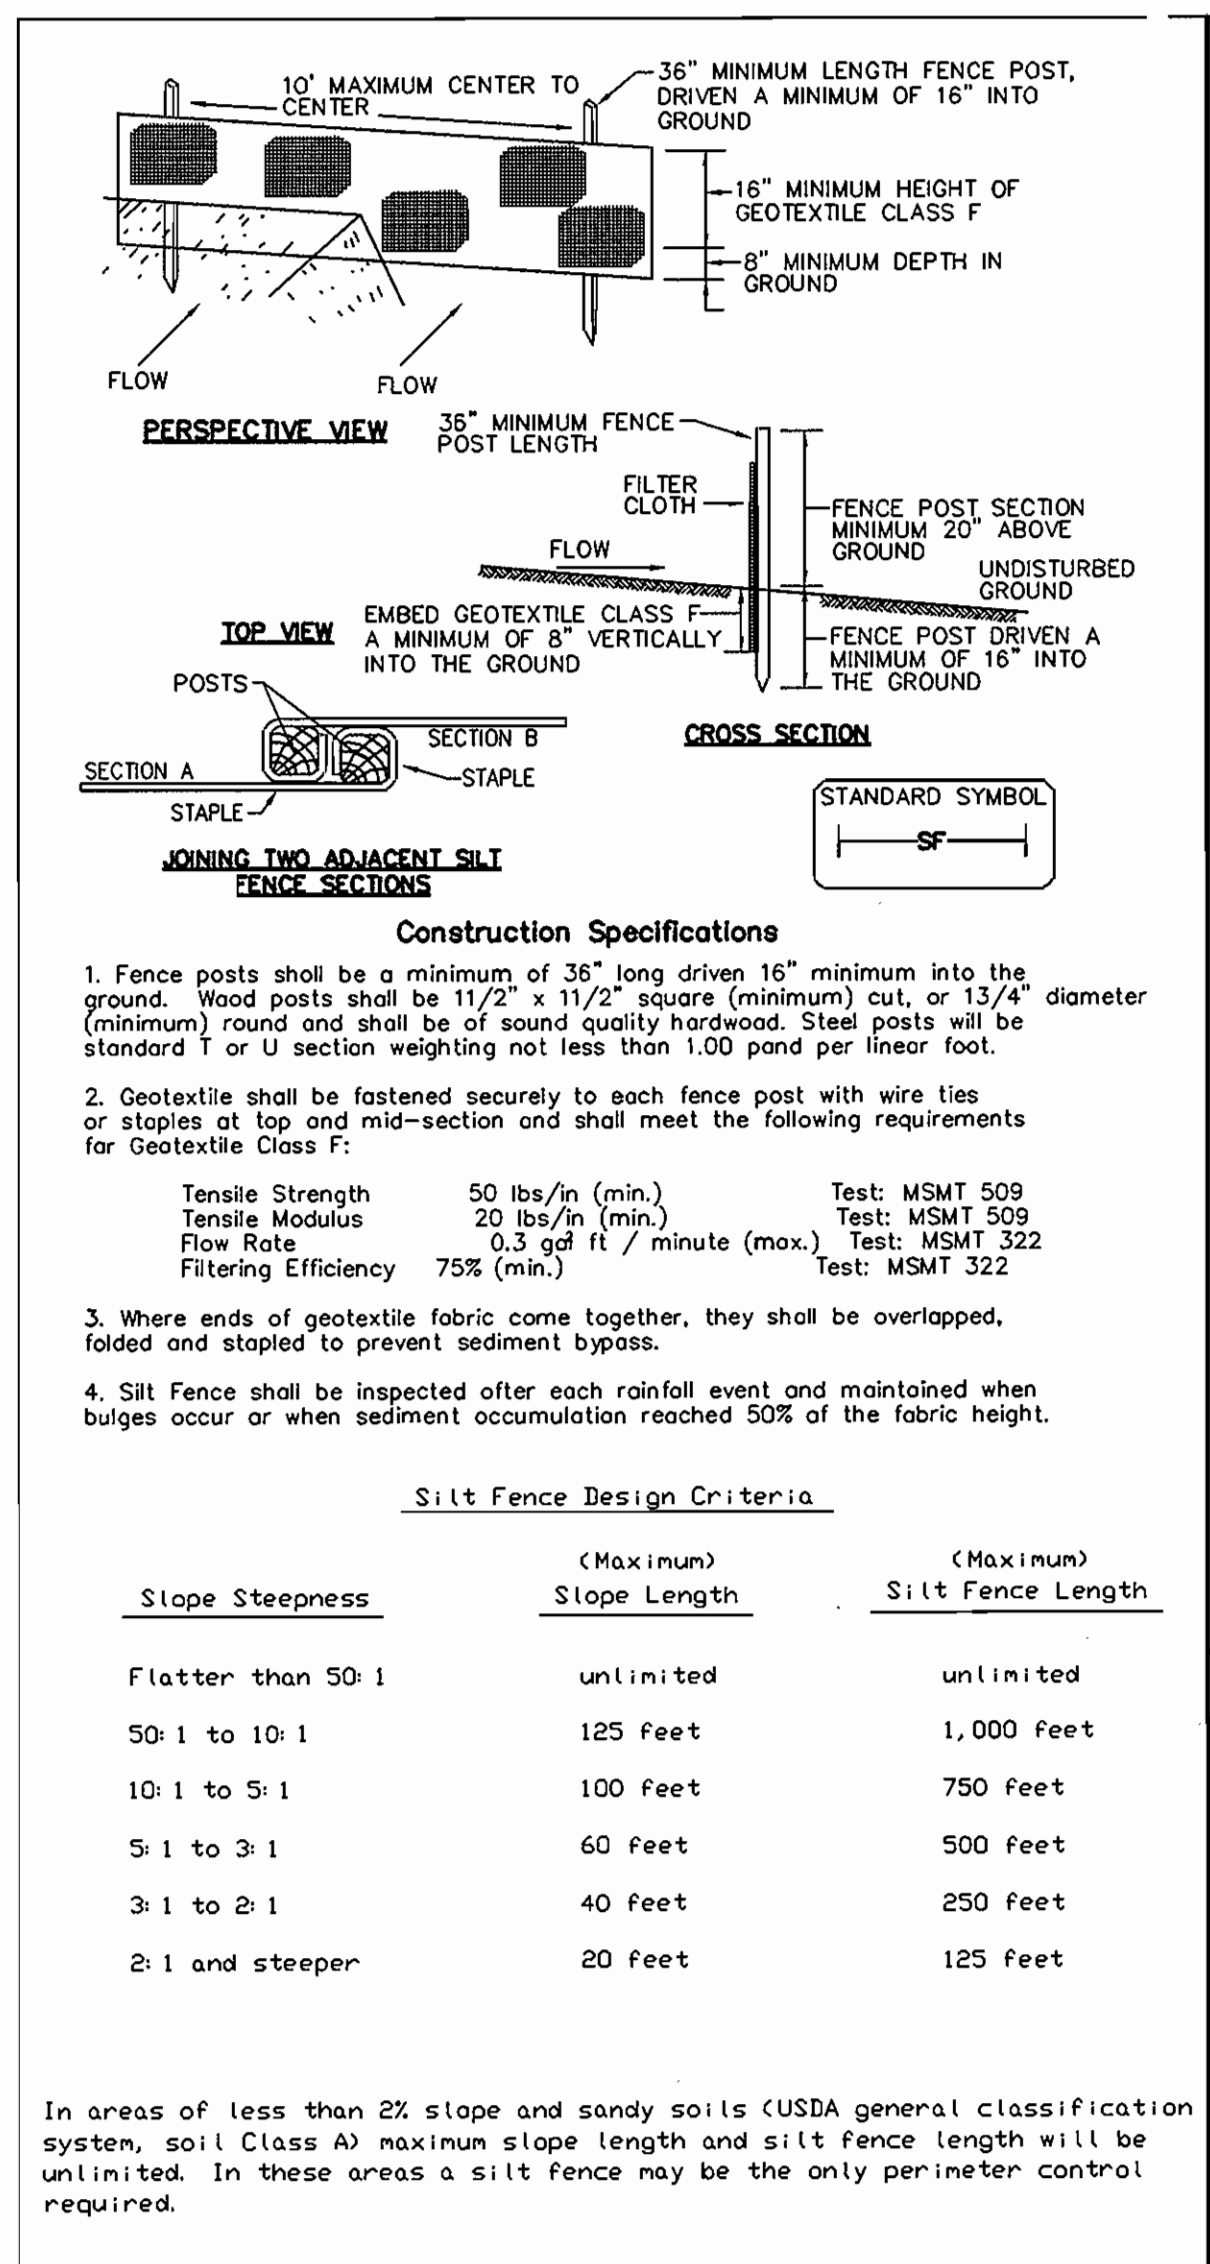 10' MAXIMUM CENTER TO
CENTER
36" MINIMUM LENGTH FENCE POST,
DRIVEN A MINIMUM OF 16" INTO
GROUND
16" MINIMUM HEIGHT OF
GEOTEXTILE CLASS F
8" MINIMUM DEPTH IN
GROUND
FLOW
FLOW
PERSPECTIVE VIEW
36" MINIMUM FENCE
POST LENGTH
FILTER
CLOTH
FENCE POST SECTION
MINIMUM 20" ABOVE
GROUND
FLOW
UNDISTURBED
GROUND
EMBED GEOTEXTILE CLASS F
A MINIMUM OF 8" VERTICALLY
INTO THE GROUND
FENCE POST DRIVEN A
MINIMUM OF 16" INTO
THE GROUND
CROSS SECTION
TOP VIEW
POSTS
SECTION B
SECTION A
STAPLE
STAPLE
JOINING TWO ADJACENT SILT
FENCE SECTIONS
STANDARD SYMBOL
SF
Construction Specifications
1. Fence posts shall be a minimum of 36" long driven 16" minimum into the
ground. Wood posts shall be 11/2" x 11/2" square (minimum) cut, or 13/4" diameter
(minimum) round and shall be of sound quality hardwood. Steel posts will be
standard T or U section weighting not less than 1.00 pond per linear foot.
2. Geotextile shall be fastened securely to each fence post with wire ties
or staples at top and mid-section and shall meet the following requirements
for Geotextile Class F:
Tensile Strength 50 lbs/in (min.) Test: MSMT 509
Tensile Modulus 20 lbs/in (min.) Test: MSMT 509
Flow Rate 0.3 gal ft / minute (max.) Test: MSMT 322
Filtering Efficiency 75% (min.) Test: MSMT 322
3. Where ends of geotextile fabric come together, they shall be overlapped,
folded and stapled to prevent sediment bypass.
4. Silt Fence shall be inspected after each rainfall event and maintained when
bulges occur or when sediment accumulation reached 50% of the fabric height.
Silt Fence Design Criteria
Slope Steepness
(Maximum)
Slope Length
(Maximum)
Silt Fence Length
Flatter than 50:1 unlimited unlimited
50:1 to 10:1 125 feet 1,000 feet
10:1 to 5:1 100 feet 750 feet
5:1 to 3:1 60 feet 500 feet
3:1 to 2:1 40 feet 250 feet
2:1 and steeper 20 feet 125 feet
In areas of less than 2% slope and sandy soils (USDA general classification
system, soil Class A) maximum slope length and silt fence length will be
unlimited. In these areas a silt fence may be the only perimeter control
required.